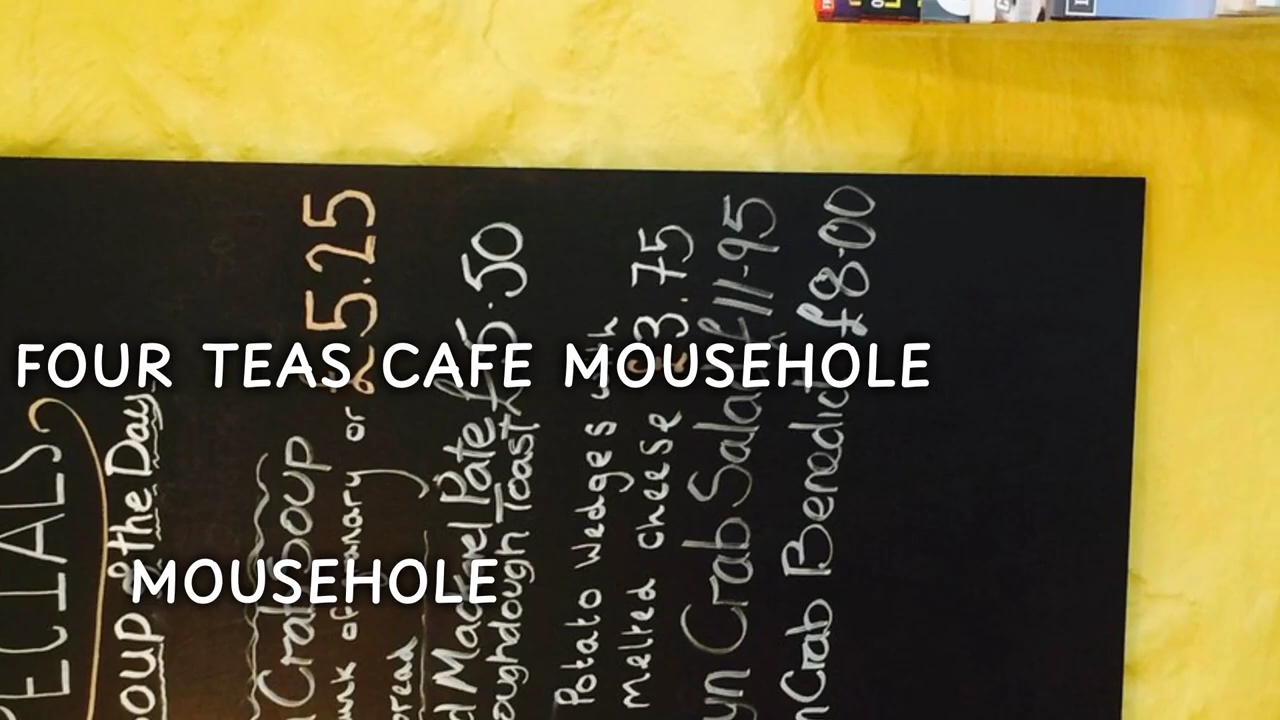 FOUR TEAS CAFE MOUSEHOLE
MOUSEHOLE
SPECIALS
Soup of the Day
Crab Soup
of granary or £5.25
bread
Mackerel Pate £5.50
Toast
Potato Wedges with
melted cheese £3.75
Crab Salad £11.95
Crab Benedict £8.00